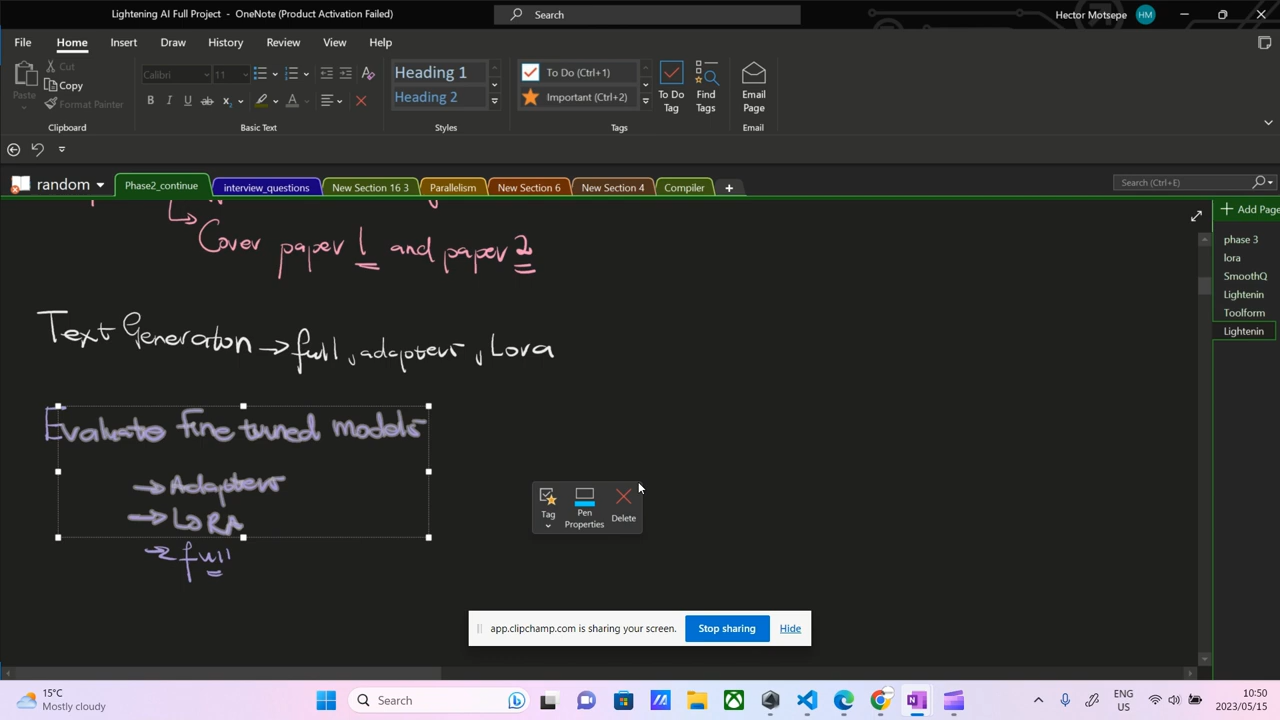 Lightening AI Full Project - OneNote (Product Activation Failed)
Search
Hector Motsepe
HM
File
Home
Insert
Draw
History
Review
View
Help
Paste
Cut
Copy
Format Painter
Clipboard
Calibri
11
B I U ab x₂ A
Basic Text
Heading 1
Heading 2
Styles
To Do (Ctrl+1)
Important (Ctrl+2)
To Do
Tag
Find
Tags
Tags
Email
Page
Email
random
Phase2_continue
interview_questions
New Section 16 3
Parallelism
New Section 6
New Section 4
Compiler
Search (Ctrl+E)
Add Page
phase 3
lora
SmoothQ
Lightenin
Toolform
Lightenin
Cover paper 1 and paper 2
Text Generation → full, adapters, Lora
Evaluate fine tuned models
→ Adapters
→ LORA
→ full
Tag
Pen
Properties
Delete
app.clipchamp.com is sharing your screen.
Stop sharing
Hide
15°C
Mostly cloudy
Search
ENG
US
10:50
2023/05/15